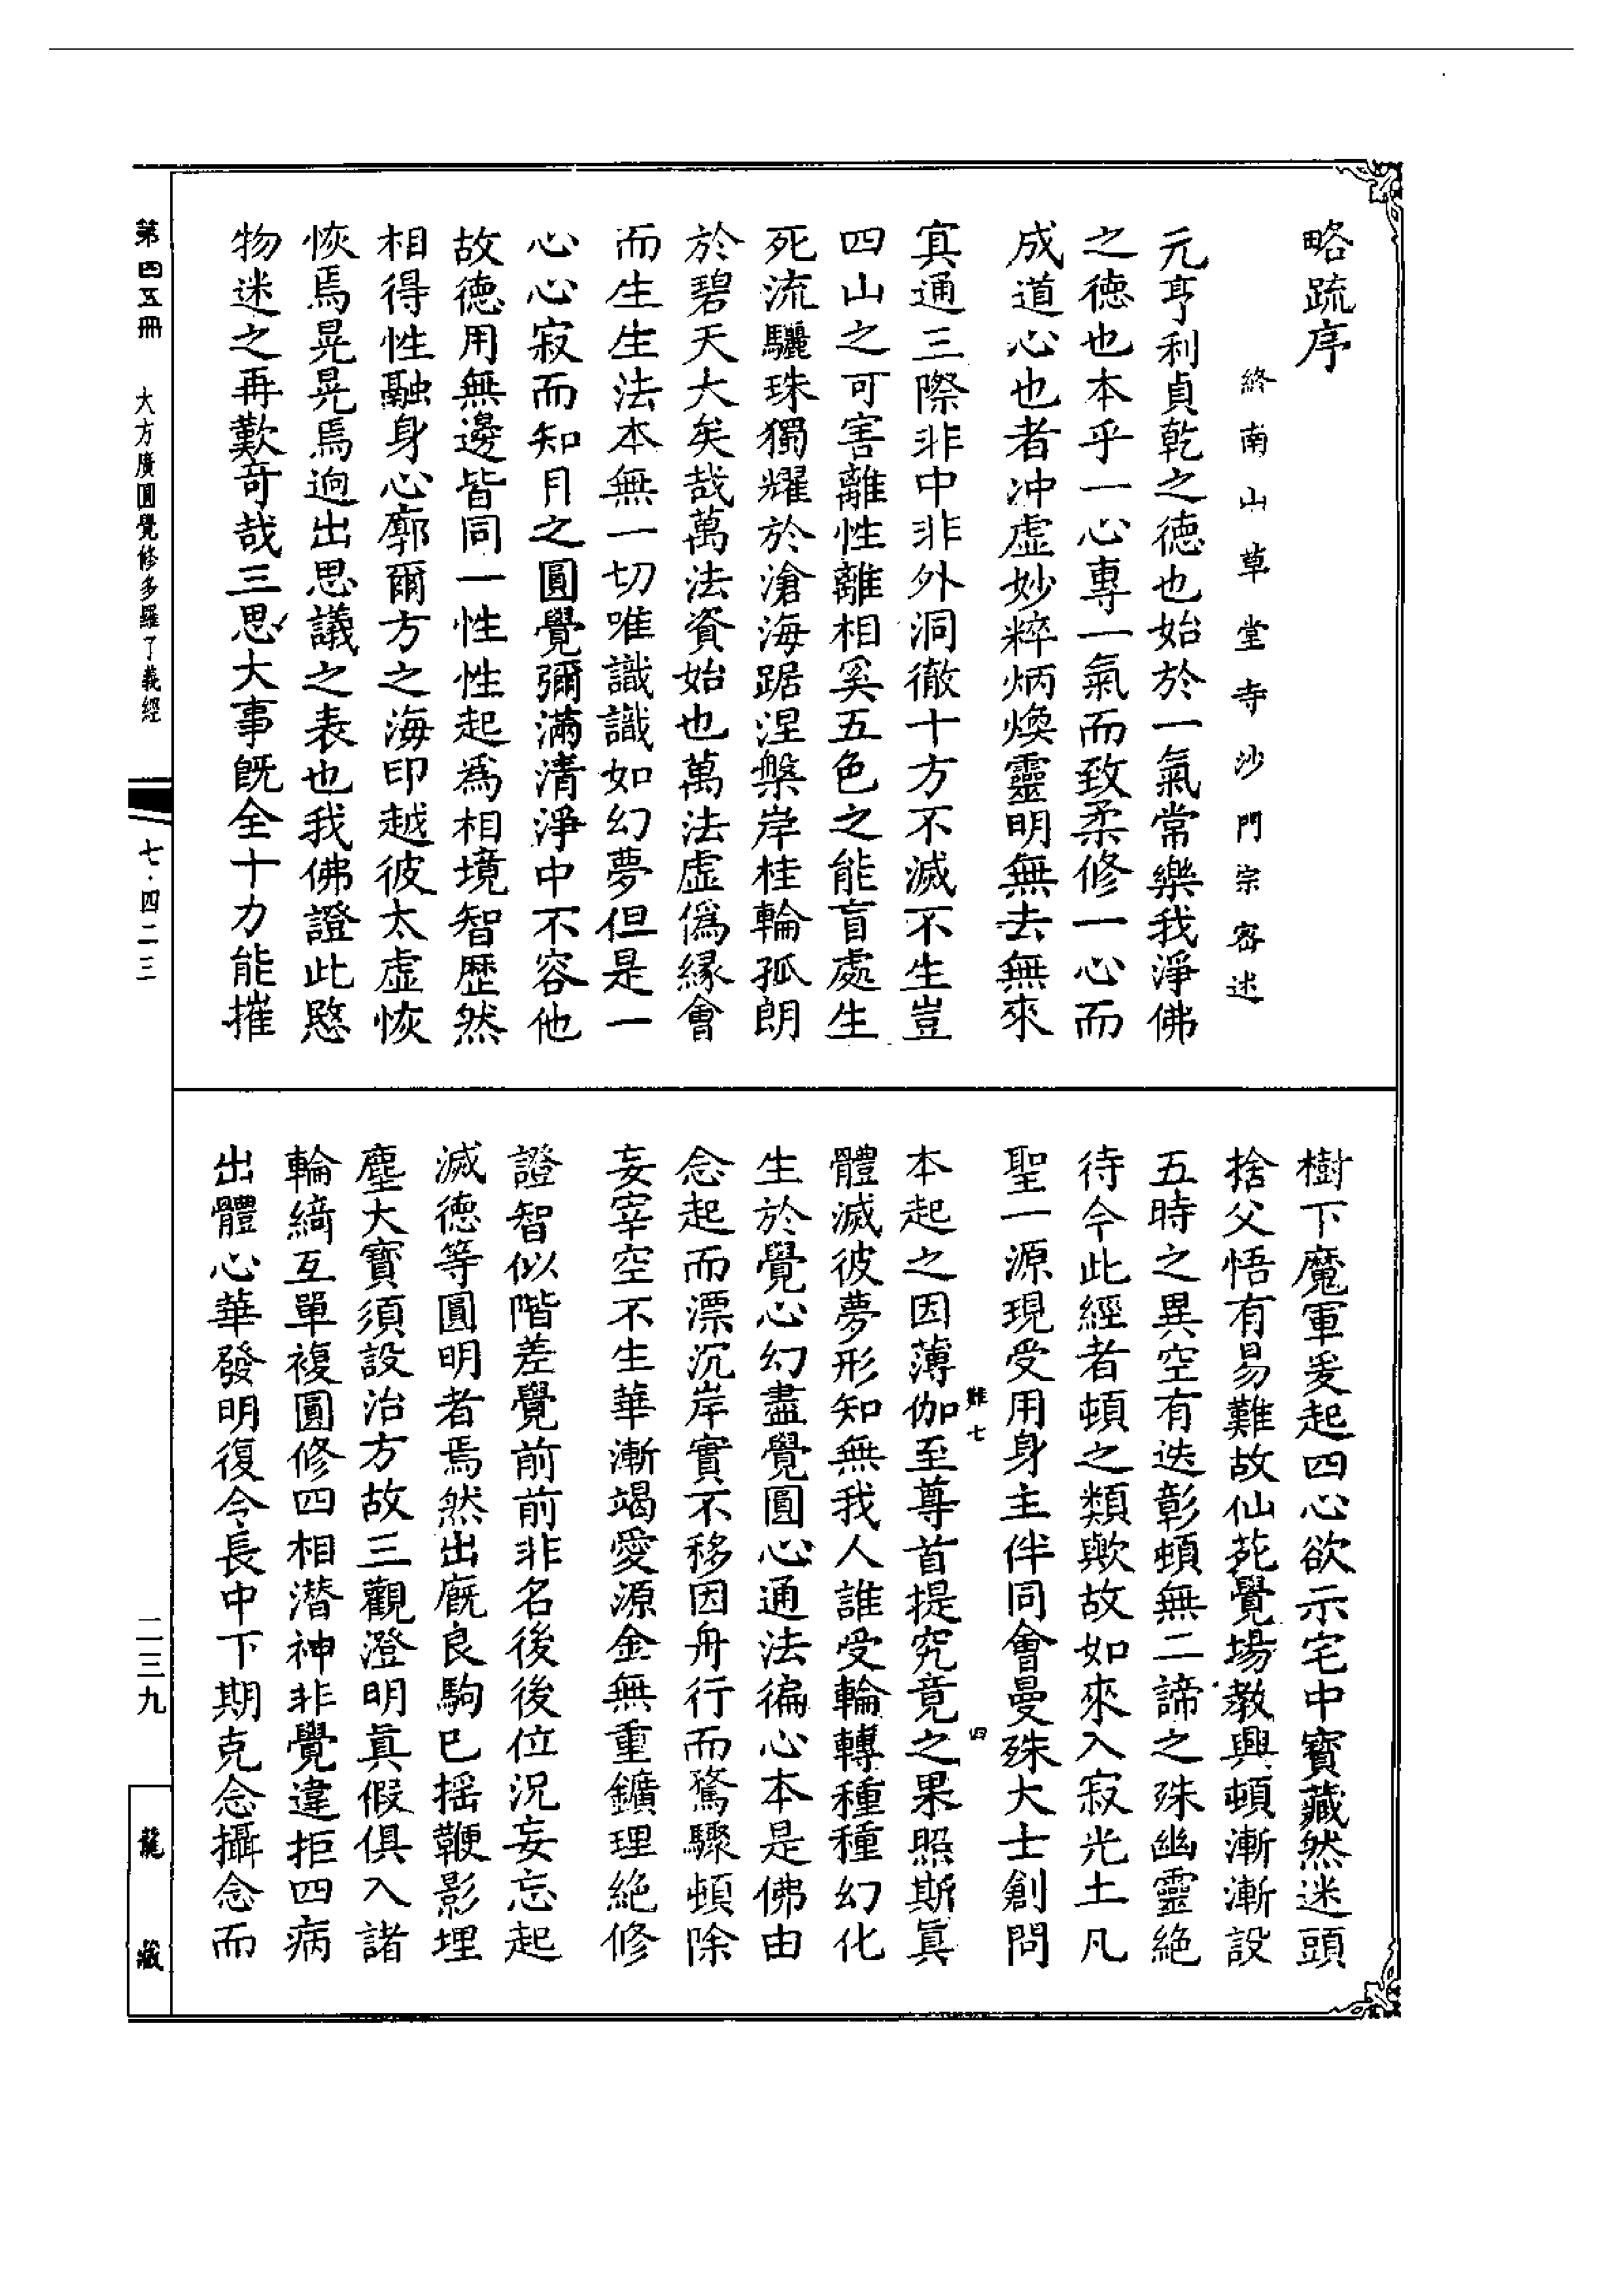 略疏序
終南山草堂寺沙門宗密述
元亨利貞乾之德也始於一氣常樂我淨佛
之德也本乎一心專一氣而致柔修一心而
成道心也者冲虛妙粹炳煥靈明無去無來
冥通三際非中非外洞徹十方不滅不生豈
四山之可害離性離相奚五色之能盲處生
死流驪珠獨耀於滄海踞涅槃岸桂輪孤朗
於碧天大矣哉萬法資始也萬法虛僞緣會
而生生法本無一切唯識識如幻夢但是一
心心寂而知目之圓覺彌滿清淨中不容他
故德用無邊皆同一性性起爲相境智歷然
相得性融身心廓爾方之海印越彼太虛恢
恢焉晃晃焉逈出思議之表也我佛證此愍
物迷之再歎奇哉三思大事旣全十力能摧
樹下魔軍爰起四心欲示宅中寶藏然迷頭
捨父悟有易難故仙苑覺場教興頓漸漸設
五時之異空有迭彰頓無二諦之殊幽靈絕
待今此經者頓之類歟故如來入寂光土凡
聖一源現受用身主伴同會曼殊大士創問
本起之因薄伽至尊首提究竟之果照斯真
體滅彼夢形知無我人誰受輪轉種種幻化
生於覺心幻盡覺圓心通法徧心本是佛由
念起而漂沉岸實不移因舟行而騖驟頓除
妄宰空不生華漸竭愛源金無重鑛理絕修
證智似階差覺前前非名後後位況妄忘起
滅德等圓明者焉然出廐良駒已搖鞭影埋
塵大寶須設治方故三觀澄明真假俱入諸
輪綺互單複圓修四相潛神非覺違拒四病
出體心華發明復令長中下期克念攝念而
雞七
四
第四五冊
大方廣圓覺修多羅了義經
七·四二三
二三九
龍藏